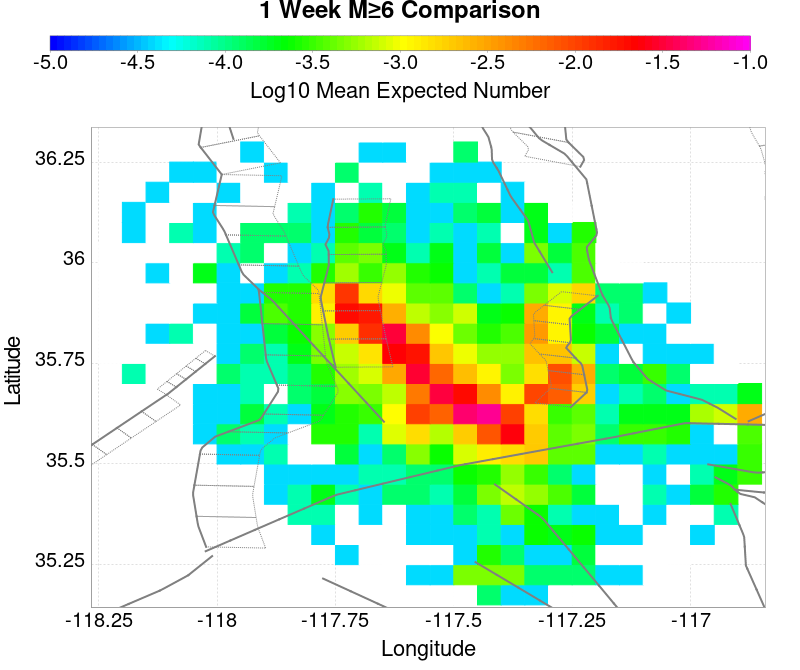 1 Week M≥6 Comparison
-5.0 -4.5 -4.0 -3.5 -3.0 -2.5 -2.0 -1.5 -1.0
Log10 Mean Expected Number
36.25
36
35.75
35.5
35.25
Latitude
-118.25 -118 -117.75 -117.5 -117.25 -117
Longitude